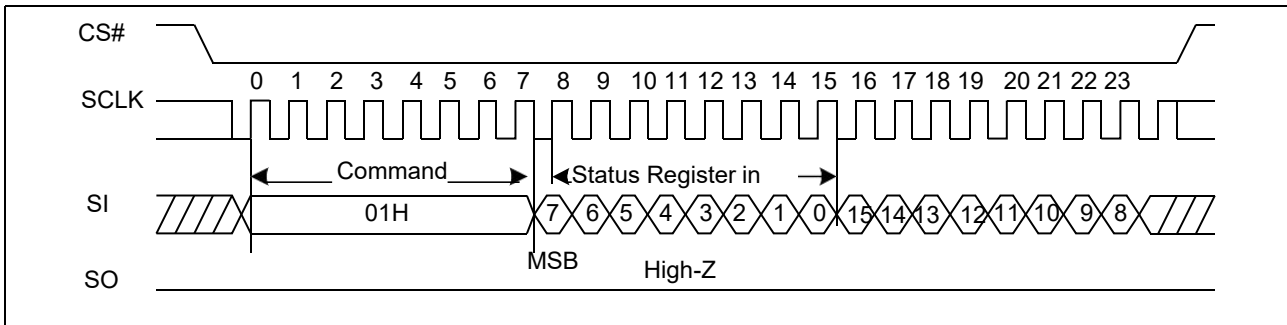 CS#
0 1 2 3 4 5 6 7 8 9 10 11 12 13 14 15 16 17 18 19 20 21 22 23
SCLK
Command Status Register in
SI 01H 7 6 5 4 3 2 1 0 15 14 13 12 11 10 9 8
MSB High-Z
SO